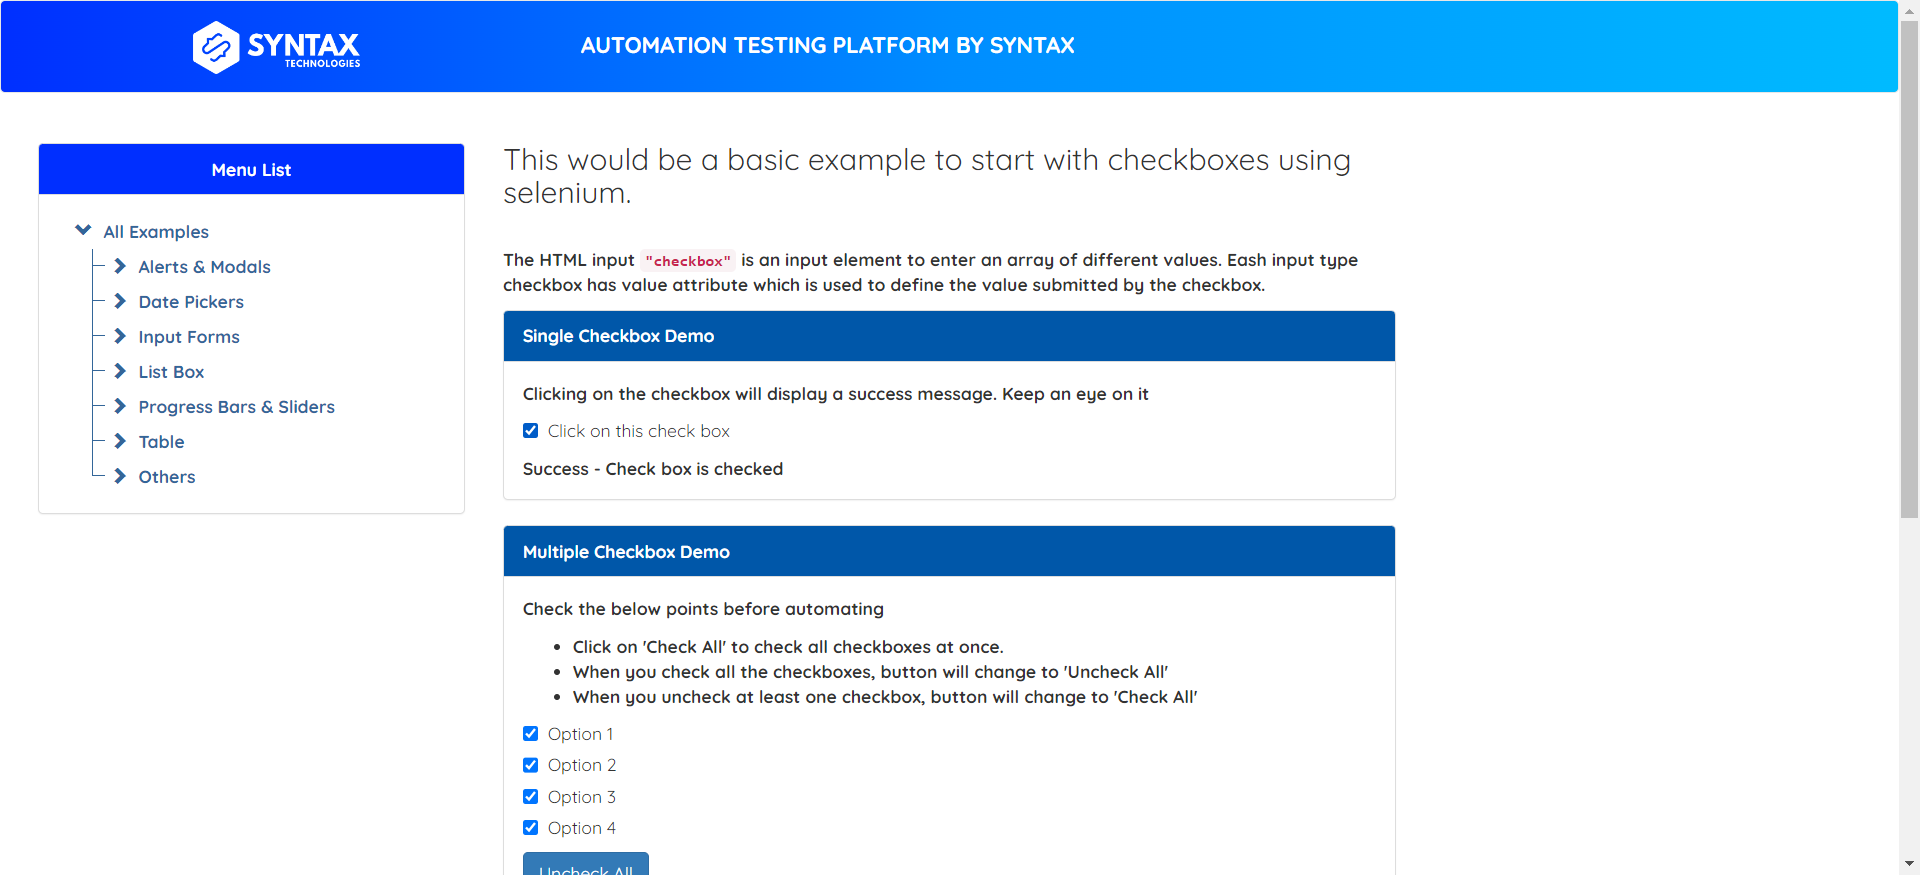 SYNTAX
TECHNOLOGIES
AUTOMATION TESTING PLATFORM BY SYNTAX
Menu List
All Examples
Alerts & Modals
Date Pickers
Input Forms
List Box
Progress Bars & Sliders
Table
Others
This would be a basic example to start with checkboxes using
selenium.
The HTML input "checkbox" is an input element to enter an array of different values. Eash input type
checkbox has value attribute which is used to define the value submitted by the checkbox.
Single Checkbox Demo
Clicking on the checkbox will display a success message. Keep an eye on it
Click on this check box
Success - Check box is checked
Multiple Checkbox Demo
Check the below points before automating
Click on 'Check All' to check all checkboxes at once.
When you check all the checkboxes, button will change to 'Uncheck All'
When you uncheck at least one checkbox, button will change to 'Check All'
Option 1
Option 2
Option 3
Option 4
Uncheck All